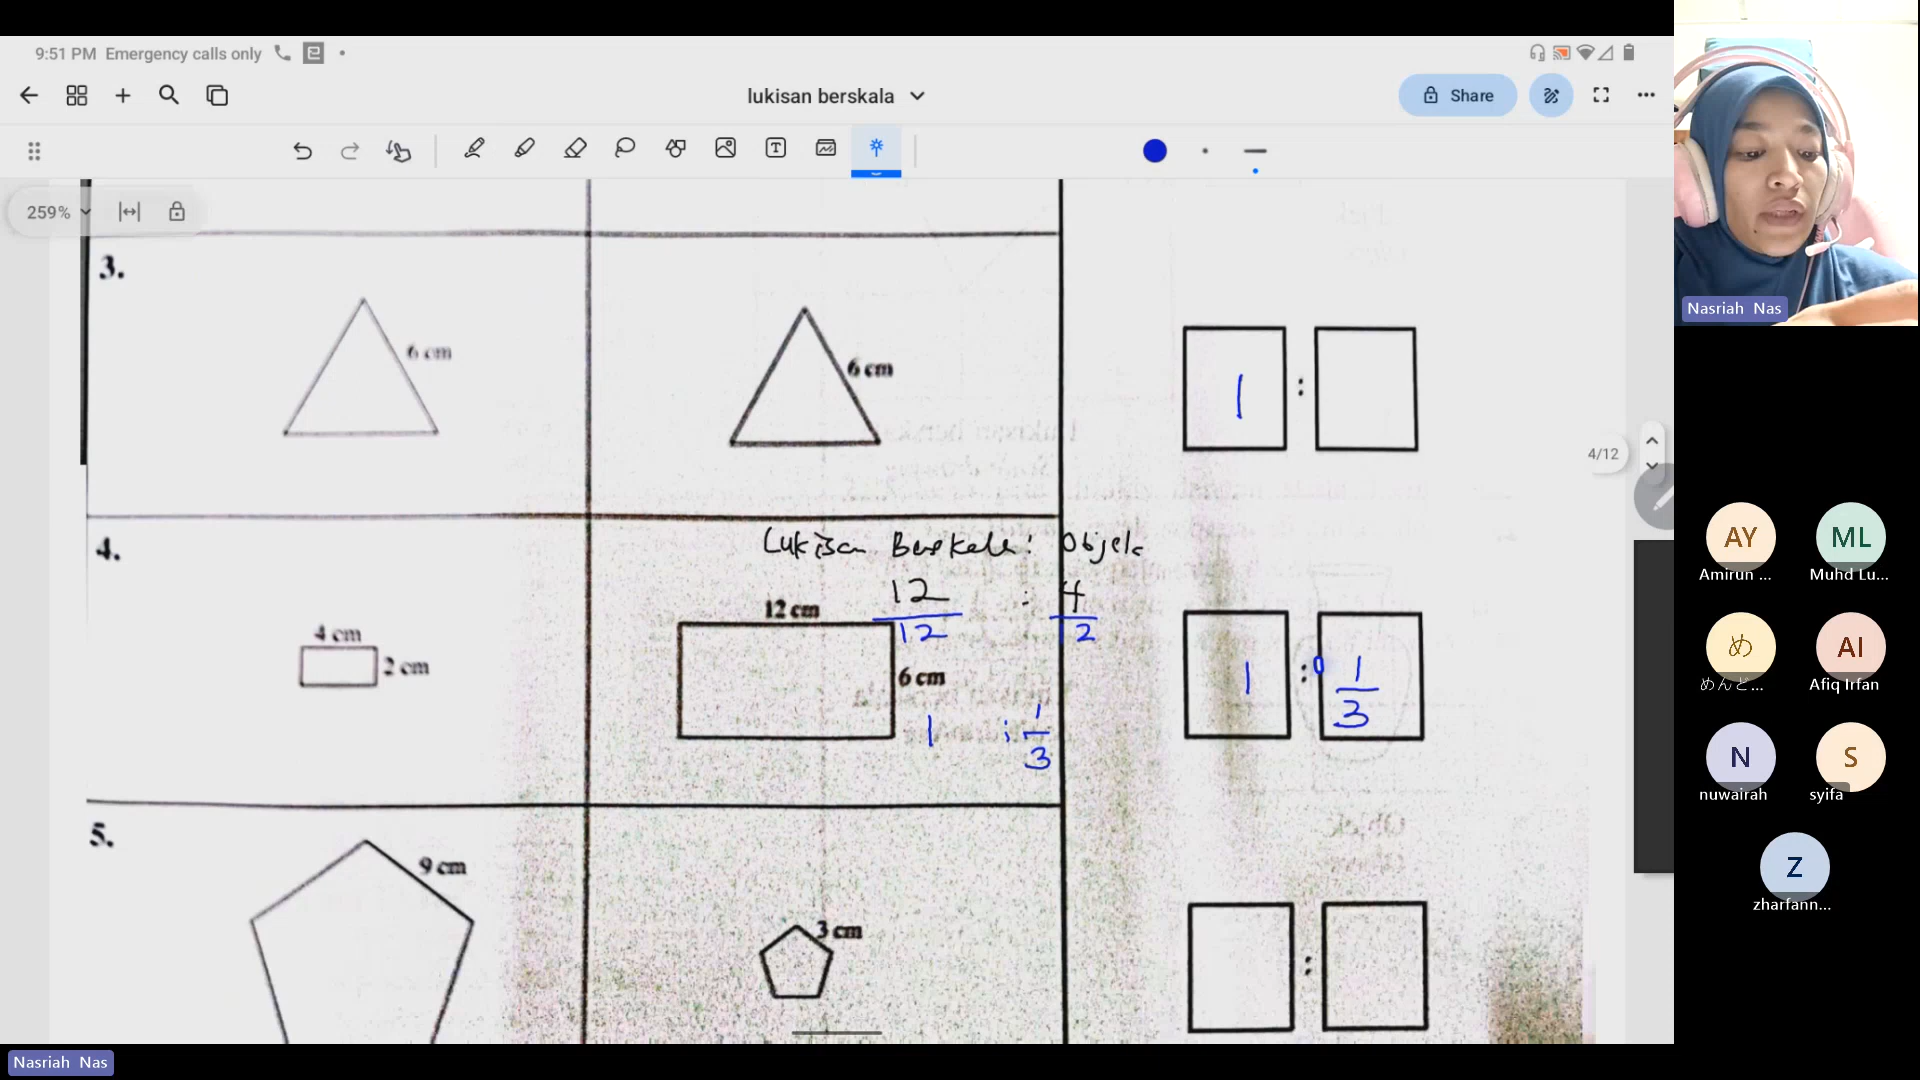 9:51 PM Emergency calls only
lukisan berskala
Share
259%
3.
6 cm
6 cm
1 :
4/12
4.
Lukisan Berskala : Objek
12 : 4
12 12
12 cm
4 cm
2 cm
6 cm
1 : 1/3
1 : 1/3
5.
9 cm
3 cm
:
Nasriah Nas
AY
Amirun ...
ML
Muhd Lu...
め
めんど...
AI
Afiq Irfan
N
nuwairah
S
syifa
Z
zharfann...
Nasriah Nas